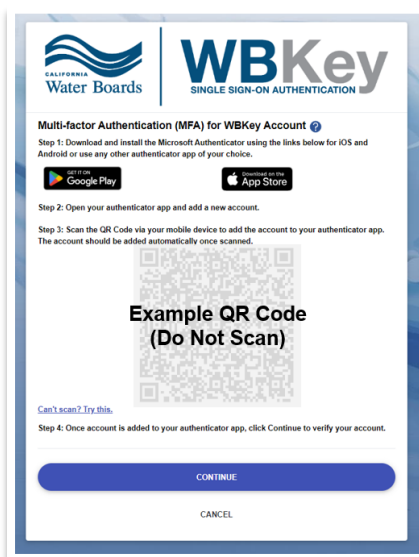 CALIFORNIA
Water Boards
WBKey
SINGLE SIGN-ON AUTHENTICATION
Multi-factor Authentication (MFA) for WBKey Account ?
Step 1: Download and install the Microsoft Authenticator using the links below for iOS and
Android or use any other authenticator app of your choice.
GET IT ON
Google Play
Download on the
App Store
Step 2: Open your authenticator app and add a new account.
Step 3: Scan the QR Code via your mobile device to add the account to your authenticator app.
The account should be added automatically once scanned.
Example QR Code
(Do Not Scan)
Can't scan? Try this.
Step 4: Once account is added to your authenticator app, click Continue to verify your account.
CONTINUE
CANCEL